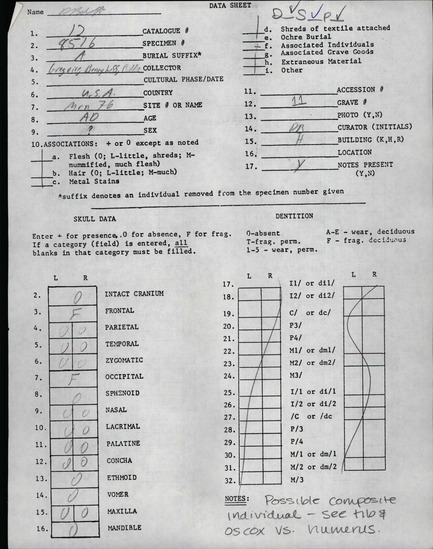 DATA SHEET
Name
D✓S✓P✓
1. 12 CATALOGUE #
2. 8516 SPECIMEN #
3. A BURIAL SUFFIX*
4. COLLECTOR
5. CULTURAL PHASE/DATE
6. U.S.A. COUNTRY
7. Mon 76 SITE # OR NAME
8. AD AGE
9. ? SEX
10. ASSOCIATIONS: + or 0 except as noted
a. Flesh (0; L-little, shreds; M-mummified, much flesh)
b. Hair (0; L-little; M-much)
c. Metal Stains
d. Shreds of textile attached
e. Ochre Burial
f. Associated Individuals
g. Associated Grave Goods
h. Extraneous Material
i. Other
11. ACCESSION #
12. 11 GRAVE #
13. PHOTO (Y,N)
14. DR CURATOR (INITIALS)
15. H BUILDING (K,H,R)
16. LOCATION
17. Y NOTES PRESENT (Y,N)
*suffix denotes an individual removed from the specimen number given
SKULL DATA
Enter + for presence, 0 for absence, F for frag.
If a category (field) is entered, all
blanks in that category must be filled.
L R
2. 0 INTACT CRANIUM
3. F FRONTAL
4. 0 0 PARIETAL
5. 0 0 TEMPORAL
6. 0 0 ZYGOMATIC
7. F OCCIPITAL
8. 0 SPHENOID
9. 0 0 NASAL
10. 0 0 LACRIMAL
11. 0 0 PALATINE
12. 0 0 CONCHA
13. 0 ETHMOID
14. 0 VOMER
15. 0 0 MAXILLA
16. 0 MANDIBLE
DENTITION
0-absent A-E - wear, deciduous
T-frag. perm. F - frag. deciduous
1-5 - wear, perm.
L R L R
17. I1/ or di1/
18. I2/ or di2/
19. C/ or dc/
20. P3/
21. P4/
22. M1/ or dm1/
23. M2/ or dm2/
24. M3/
25. I/1 or di/1
26. I/2 or di/2
27. /C or /dc
28. P/3
29. P/4
30. M/1 or dm/1
31. M/2 or dm/2
32. M/3
NOTES: Possible composite
individual - see tib &
os cox vs. humerus.